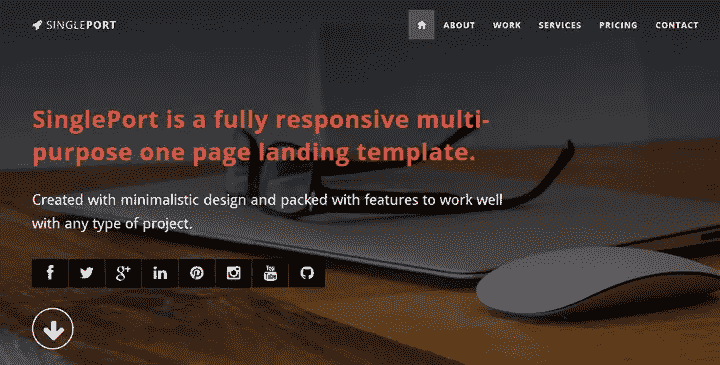 SINGLEPORT
ABOUT WORK SERVICES PRICING CONTACT
SinglePort is a fully responsive multi-
purpose one page landing template.
Created with minimalistic design and packed with features to work well
with any type of project.
You Tube